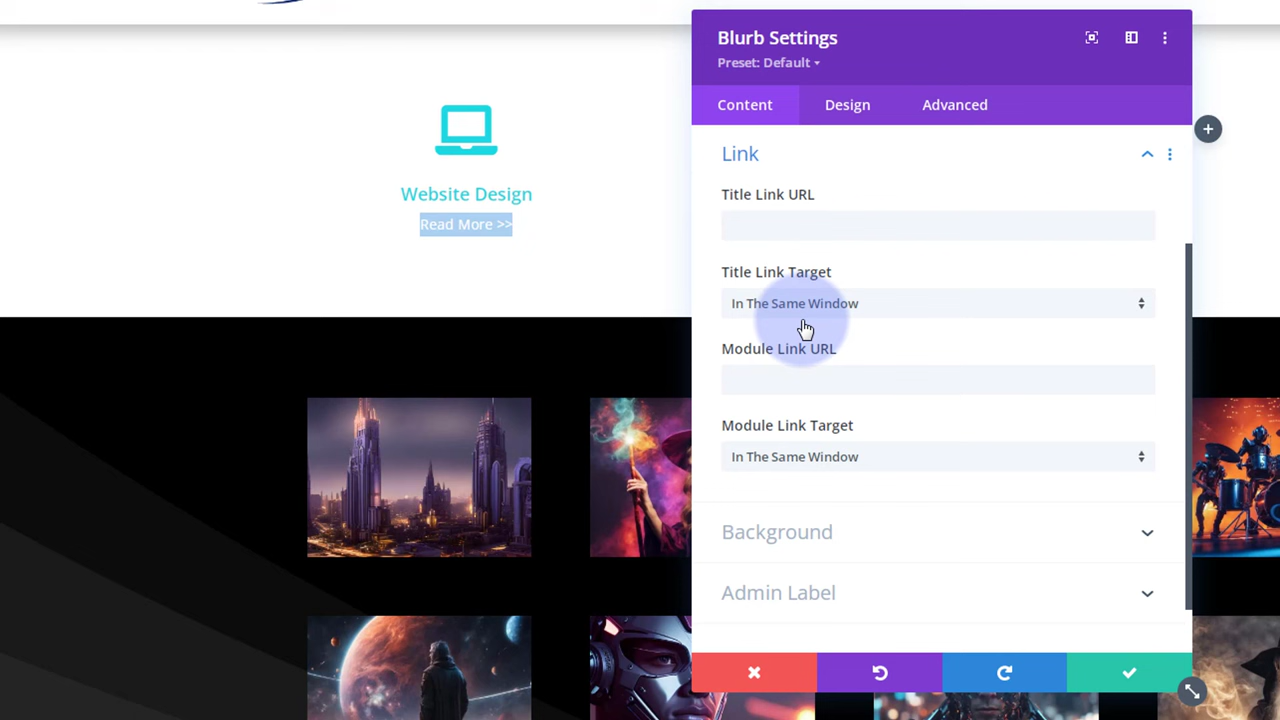 Blurb Settings
Preset: Default
Content
Design
Advanced
Website Design
Read More >>
Link
Title Link URL
Title Link Target
In The Same Window
Module Link URL
Module Link Target
In The Same Window
Background
Admin Label